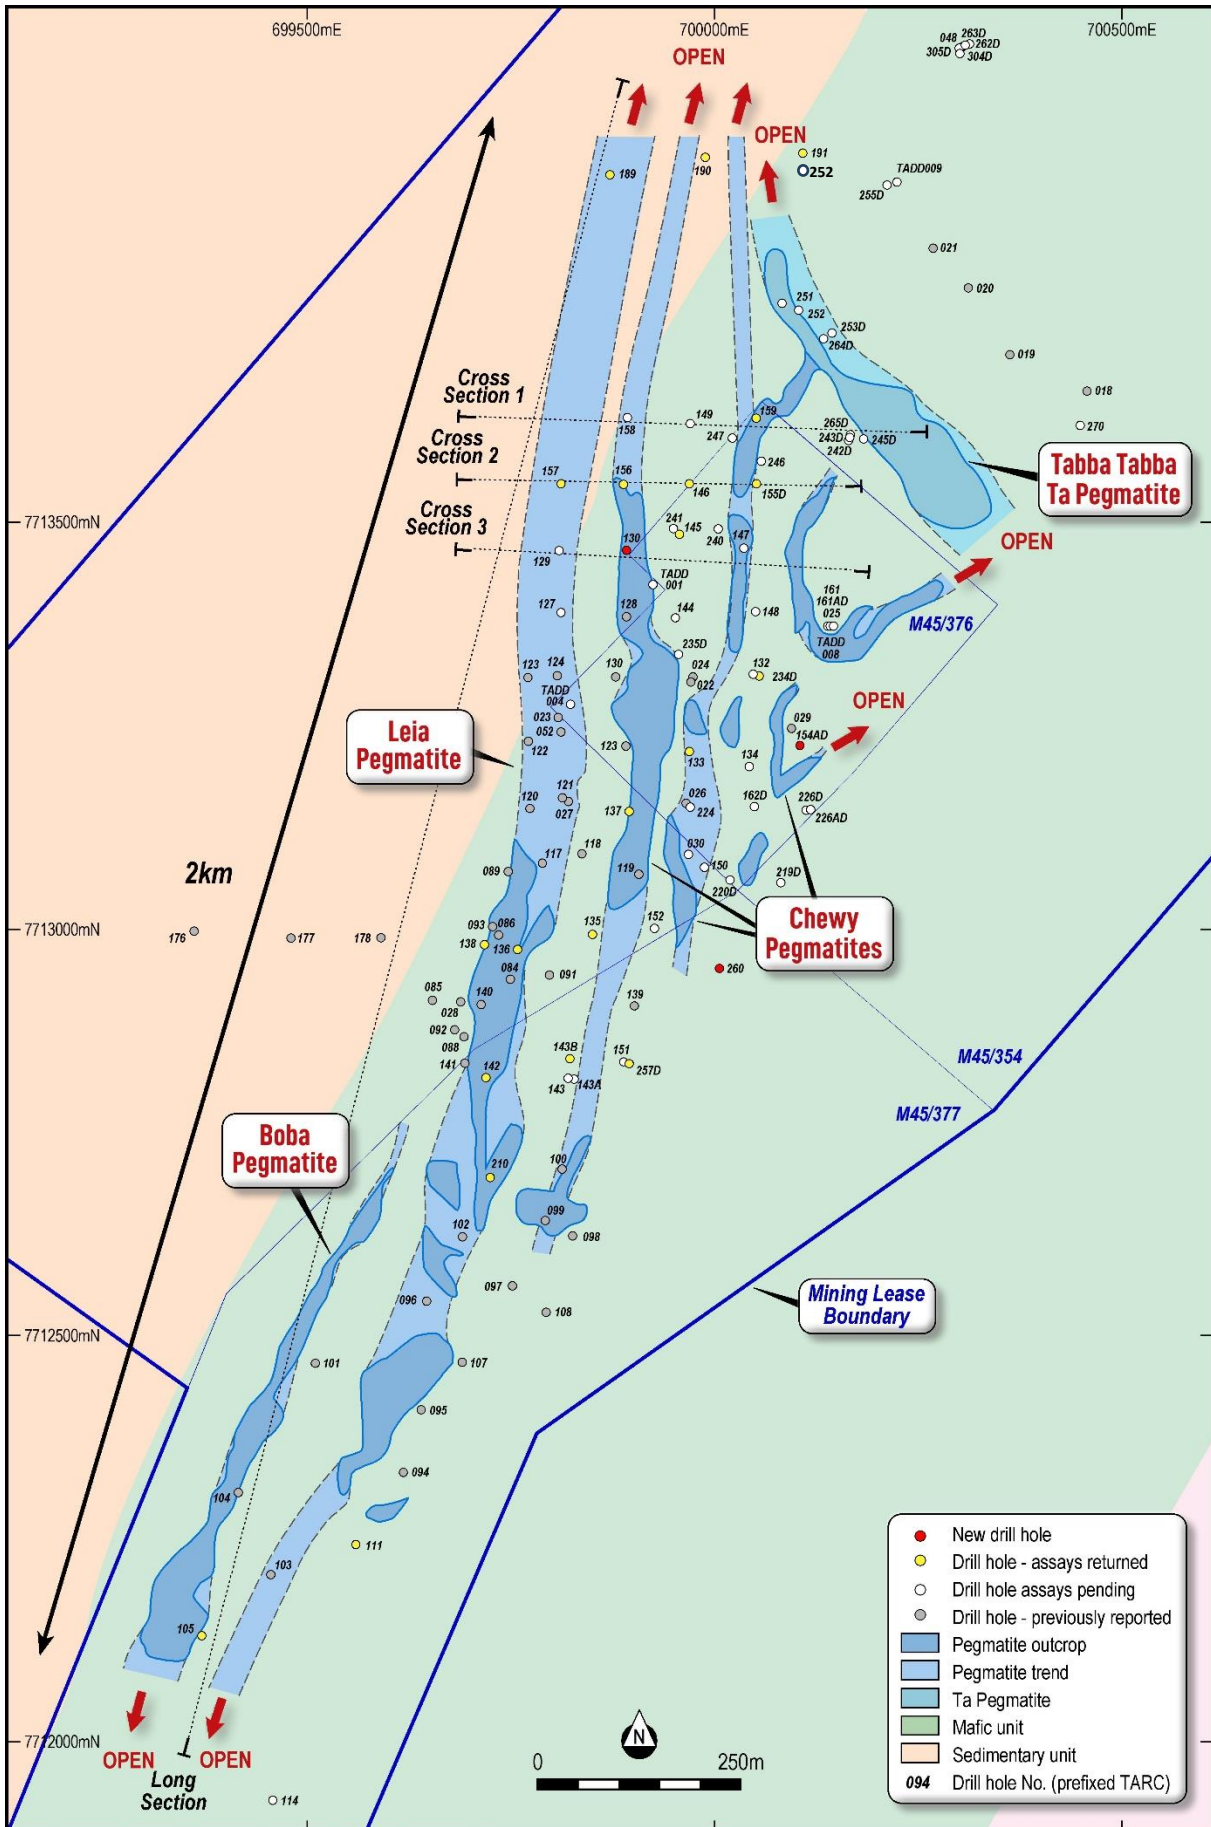 699500mE
700000mE
700500mE
OPEN
048
263D
262D
305D
304D
OPEN
191
252
190
189
TADD009
255D
021
020
251
252
253D
264D
019
018
270
Cross
Section 1
158
149
247
159
265D
243D
242D
245D
Cross
Section 2
157
156
146
246
155D
Tabba Tabba
Ta Pegmatite
7713500mN
Cross
Section 3
129
130
241
145
240
147
OPEN
TADD
001
127
128
144
148
161
161AD
025
TADD
008
M45/376
235D
123
124
130
024
022
132
234D
TADD
004
023
052
122
123
133
029
154AD
OPEN
134
Leia
Pegmatite
120
121
027
137
026
224
162D
226D
226AD
117
118
089
119
030
150
220D
219D
2km
Chewy
Pegmatites
7713000mN
176
177
178
093
086
138
136
135
152
084
091
260
085
028
140
139
092
088
141
142
143B
143
143A
151
257D
M45/354
M45/377
Boba
Pegmatite
210
100
099
102
098
097
096
108
Mining Lease
Boundary
7712500mN
101
107
095
094
104
111
103
105
7712000mN
OPEN
OPEN
Long
Section
114
N
0
250m
New drill hole
Drill hole - assays returned
Drill hole assays pending
Drill hole - previously reported
Pegmatite outcrop
Pegmatite trend
Ta Pegmatite
Mafic unit
Sedimentary unit
094 Drill hole No. (prefixed TARC)